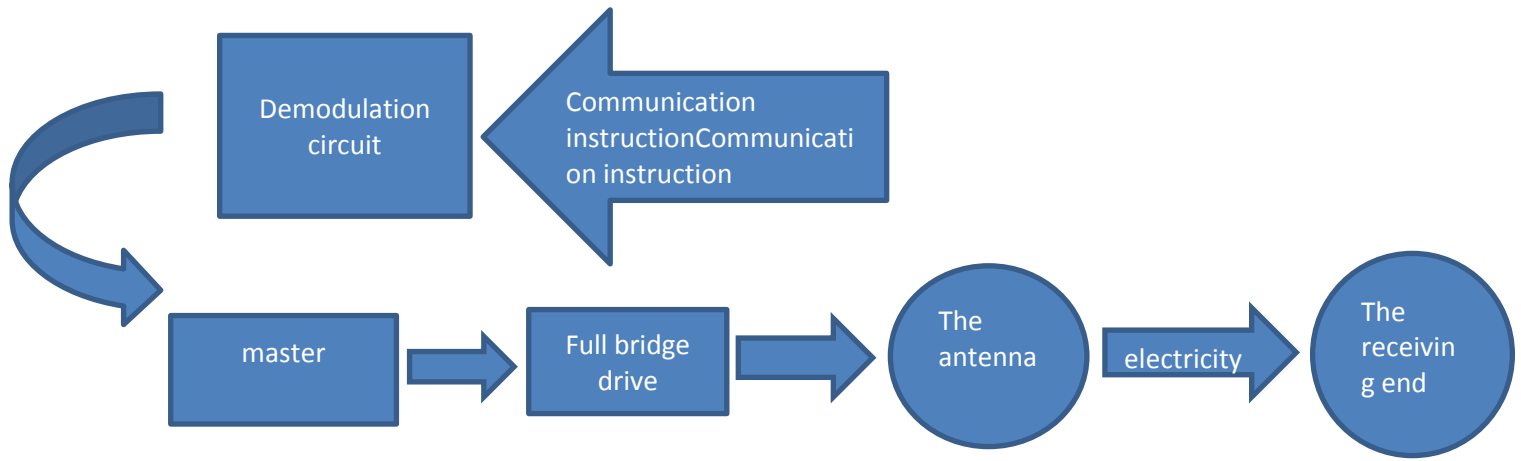 Demodulation
circuit
Communication
instructionCommunicati
on instruction
master
Full bridge
drive
The
antenna
electricity
The
receivin
g end